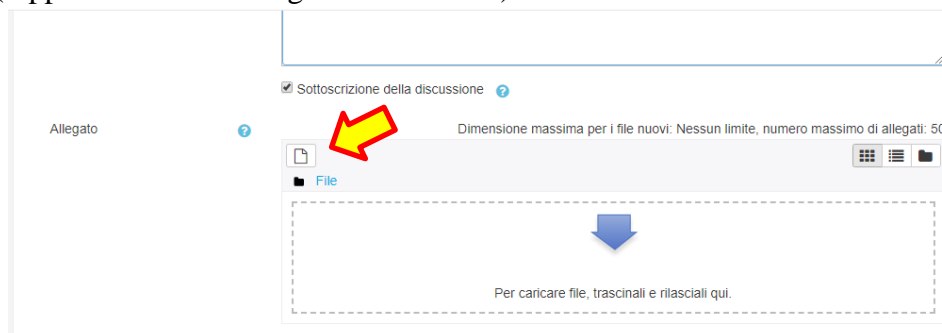 Sottoscrizione della discussione
Allegato
Dimensione massima per i file nuovi: Nessun limite, numero massimo di allegati: 50
File
Per caricare file, trascinali e rilasciali qui.